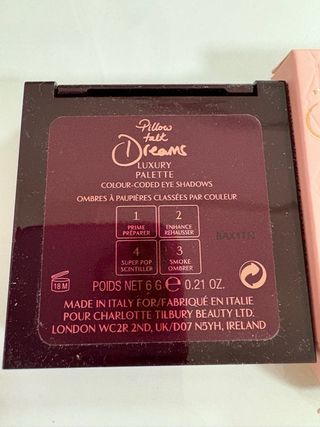 Pillow
talk
Dreams
LUXURY
PALETTE
COLOUR-CODED EYE SHADOWS
OMBRES À PAUPIÈRES CLASSÉES PAR COULEUR
1
PRIME
PRÉPARER
2
ENHANCE
REHAUSSER
4
SUPER POP
SCINTILLER
3
SMOKE
OMBRER
18 M
POIDS NET 6 G ℮ 0.21 OZ.
MADE IN ITALY FOR/FABRIQUÉ EN ITALIE
POUR CHARLOTTE TILBURY BEAUTY LTD.
LONDON WC2R 2ND, UK/D07 N5YH, IRELAND